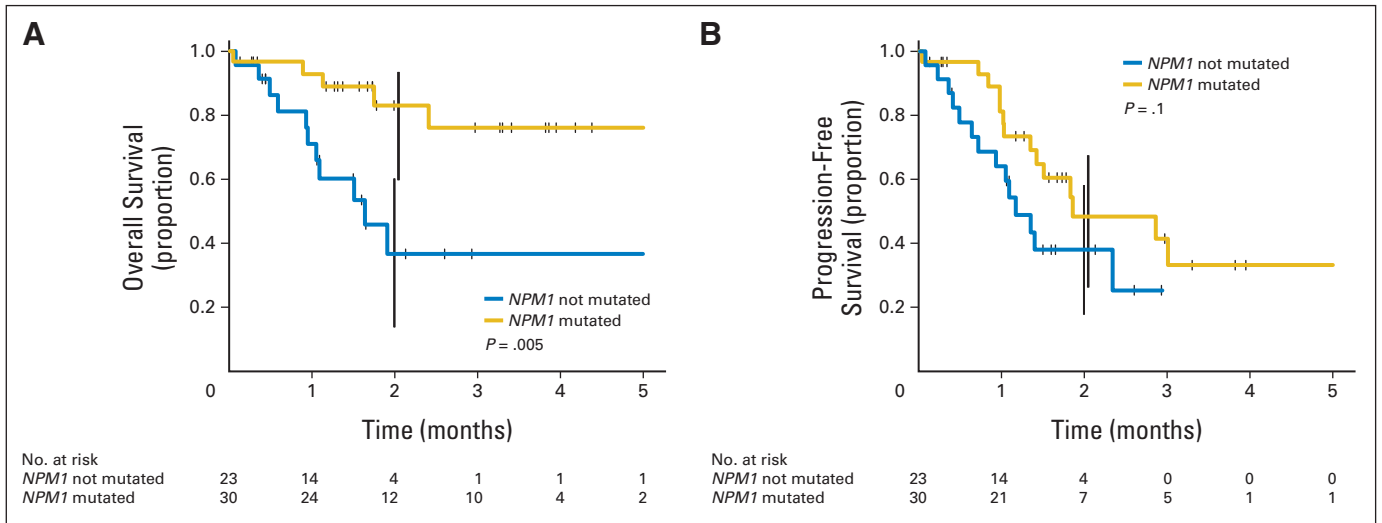 A
Overall Survival
(proportion)
1.0
0.8
0.6
0.4
0.2
NPM1 not mutated
NPM1 mutated
P = .005
0 1 2 3 4 5
Time (months)
No. at risk
NPM1 not mutated 23 14 4 1 1 1
NPM1 mutated 30 24 12 10 4 2
B
Progression-Free
Survival (proportion)
1.0
0.8
0.6
0.4
0.2
NPM1 not mutated
NPM1 mutated
P = .1
0 1 2 3 4 5
Time (months)
No. at risk
NPM1 not mutated 23 14 4 0 0 0
NPM1 mutated 30 21 7 5 1 1